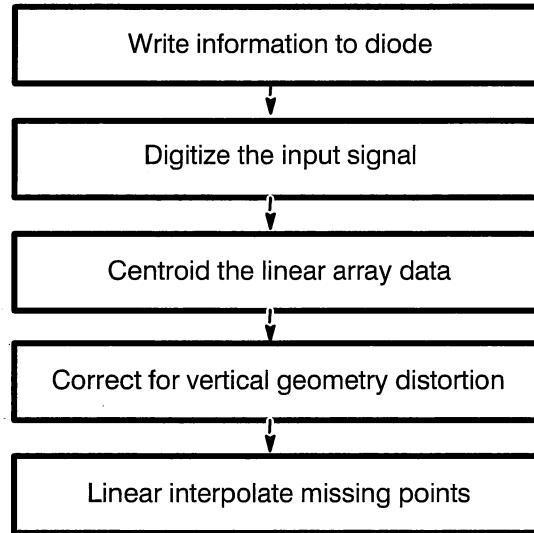 Write information to diode
Digitize the input signal
Centroid the linear array data
Correct for vertical geometry distortion
Linear interpolate missing points